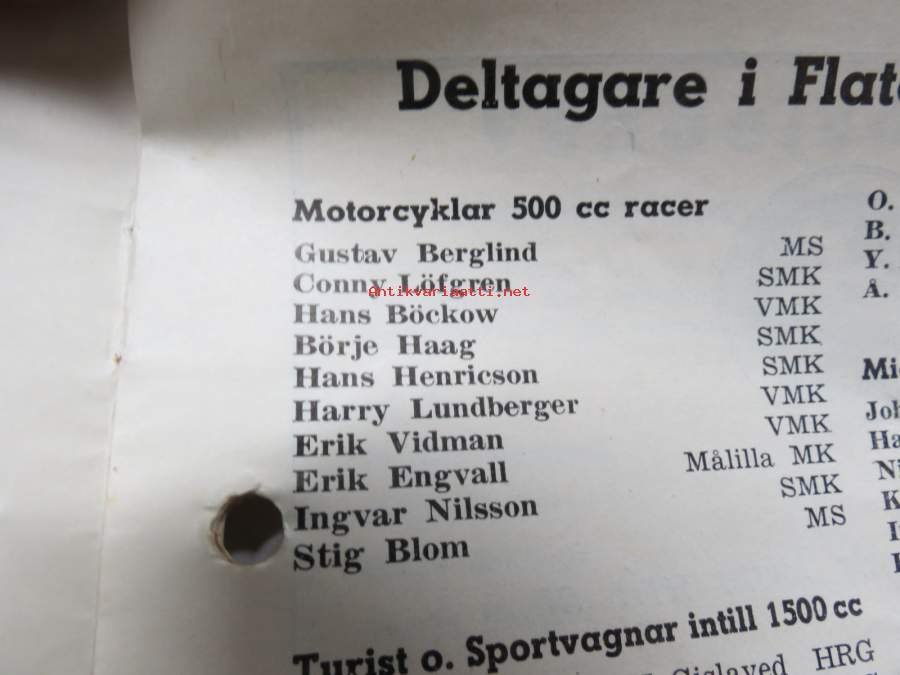 Deltagare i
Motorcyklar 500 cc racer
Gustav Berglind MS
Conny Löfgren SMK
Antikvariaatti.net
Hans Böckow VMK
Börje Haag SMK
Hans Henricson SMK
Harry Lundberger VMK
Erik Vidman VMK
Erik Engvall Målilla MK
Ingvar Nilsson SMK
Stig Blom MS
Turist o. Sportvagnar intill 1500 cc
Gislaved HRG
O.
B.
Y.
Å.